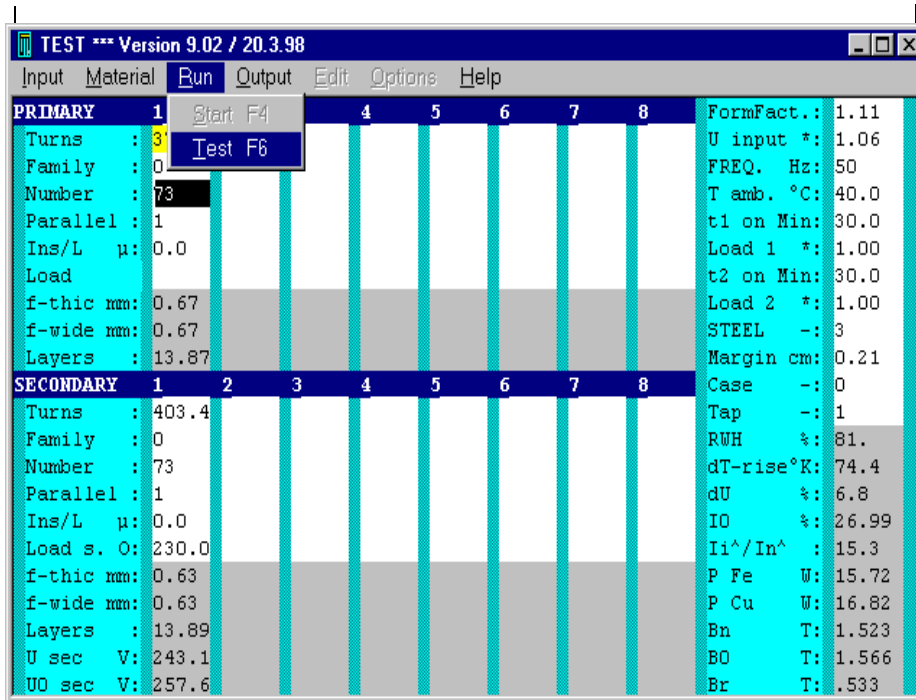 TEST *** Version 9.02 / 20.3.98
Input Material Run Output Edit Options Help
Start F4
Test F6
PRIMARY 1 4 5 6 7 8
Turns : 3
Family : 0
Number : 73
Parallel : 1
Ins/L µ: 0.0
Load
f-thic mm: 0.67
f-wide mm: 0.67
Layers : 13.87
SECONDARY 1 2 3 4 5 6 7 8
Turns : 403.4
Family : 0
Number : 73
Parallel : 1
Ins/L µ: 0.0
Load s. O: 230.0
f-thic mm: 0.63
f-wide mm: 0.63
Layers : 13.89
U sec V: 243.1
UO sec V: 257.6
FormFact.: 1.11
U input *: 1.06
FREQ. Hz: 50
T amb. °C: 40.0
t1 on Min: 30.0
Load 1 *: 1.00
t2 on Min: 30.0
Load 2 *: 1.00
STEEL -: 3
Margin cm: 0.21
Case -: 0
Tap -: 1
RWH %: 81.
dT-rise°K: 74.4
dU %: 6.8
IO %: 26.99
Ii^/In^ : 15.3
P Fe W: 15.72
P Cu W: 16.82
Bn T: 1.523
BO T: 1.566
Br T: .533